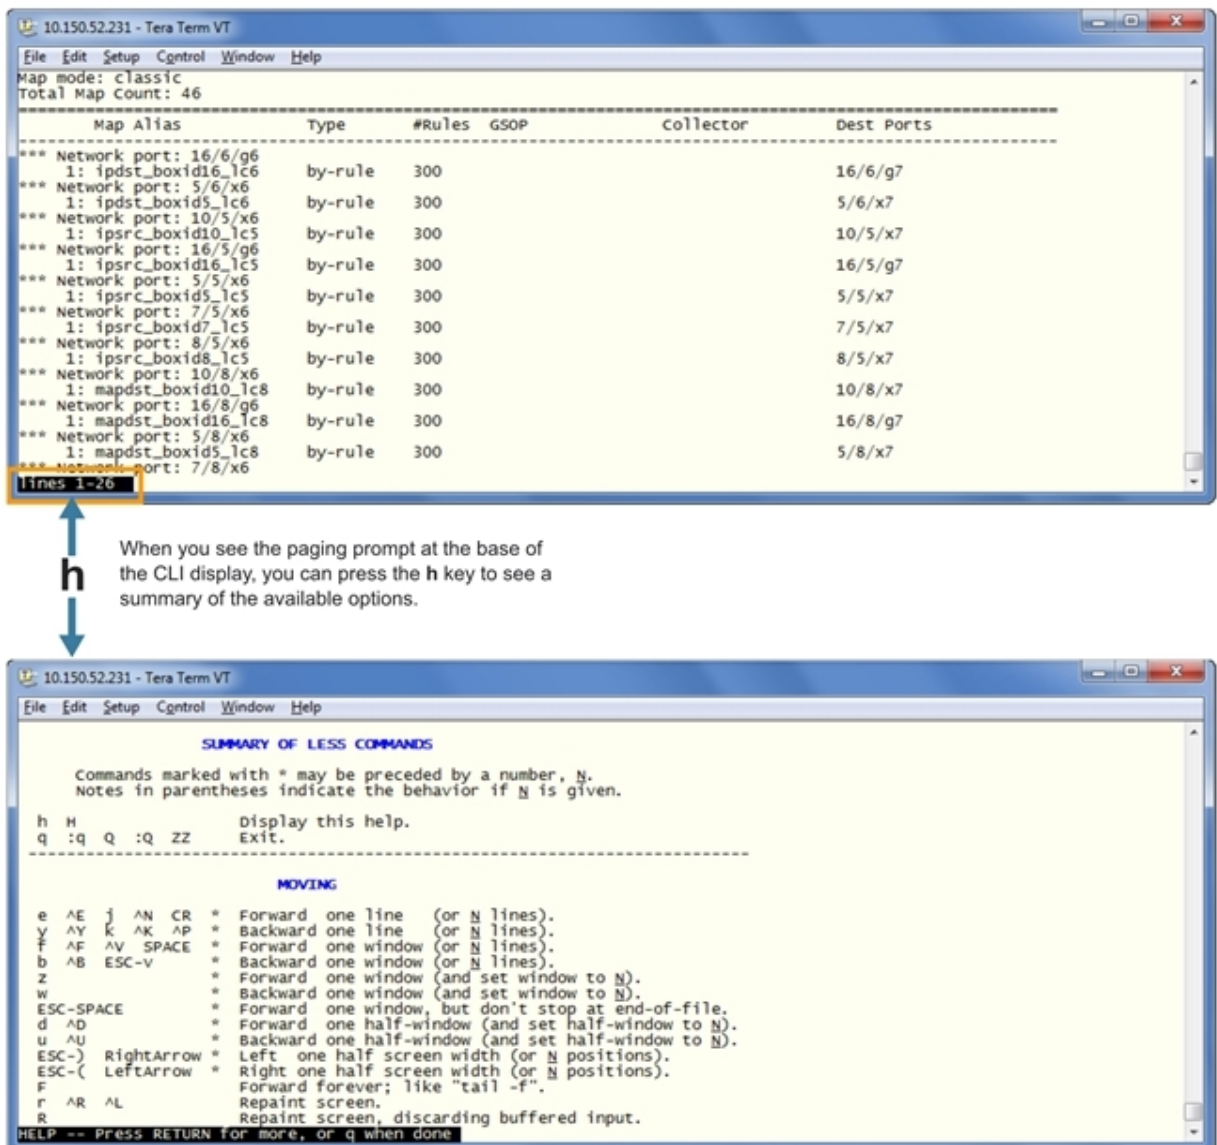 10.150.52.231 - Tera Term VT
File Edit Setup Control Window Help
Map mode: classic
Total Map Count: 46
Map Alias Type #Rules GSOP Collector Dest Ports
*** Network port: 16/6/g6
1: ipdst_boxid16_lc6 by-rule 300 16/6/g7
*** Network port: 5/6/x6
1: ipdst_boxid5_lc6 by-rule 300 5/6/x7
*** Network port: 10/5/x6
1: ipsrc_boxid10_lc5 by-rule 300 10/5/x7
*** Network port: 16/5/g6
1: ipsrc_boxid16_lc5 by-rule 300 16/5/g7
*** Network port: 5/5/x6
1: ipsrc_boxid5_lc5 by-rule 300 5/5/x7
*** Network port: 7/5/x6
1: ipsrc_boxid7_lc5 by-rule 300 7/5/x7
*** Network port: 8/5/x6
1: ipsrc_boxid8_lc5 by-rule 300 8/5/x7
*** Network port: 10/8/x6
1: mapdst_boxid10_lc8 by-rule 300 10/8/x7
*** Network port: 16/8/g6
1: mapdst_boxid16_lc8 by-rule 300 16/8/g7
*** Network port: 5/8/x6
1: mapdst_boxid5_lc8 by-rule 300 5/8/x7
*** Network port: 7/8/x6
lines 1-26
h
When you see the paging prompt at the base of
the CLI display, you can press the h key to see a
summary of the available options.
10.150.52.231 - Tera Term VT
File Edit Setup Control Window Help
SUMMARY OF LESS COMMANDS
Commands marked with * may be preceded by a number, N.
Notes in parentheses indicate the behavior if N is given.
h H Display this help.
q :q Q :Q ZZ Exit.
MOVING
e ^E j ^N CR * Forward one line (or N lines).
y ^Y k ^K ^P * Backward one line (or N lines).
f ^F ^V SPACE * Forward one window (or N lines).
b ^B ESC-v * Backward one window (or N lines).
z * Forward one window (and set window to N).
w * Backward one window (and set window to N).
ESC-SPACE * Forward one window, but don't stop at end-of-file.
d ^D * Forward one half-window (and set half-window to N).
u ^U * Backward one half-window (and set half-window to N).
ESC-) RightArrow * Left one half screen width (or N positions).
ESC-( LeftArrow * Right one half screen width (or N positions).
F Forward forever; like "tail -f".
r ^R ^L Repaint screen.
R Repaint screen, discarding buffered input.
HELP -- Press RETURN for more, or q when done